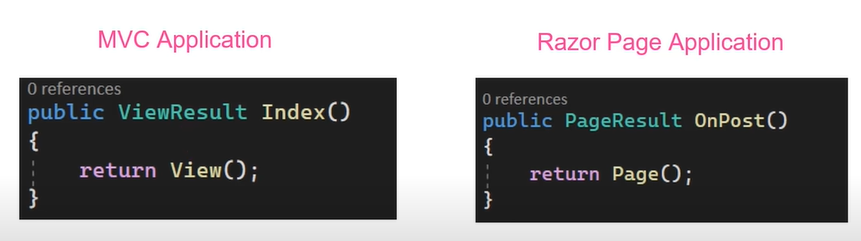 MVC Application
0 references
public ViewResult Index()
{
return View();
}
Razor Page Application
0 references
public PageResult OnPost()
{
return Page();
}